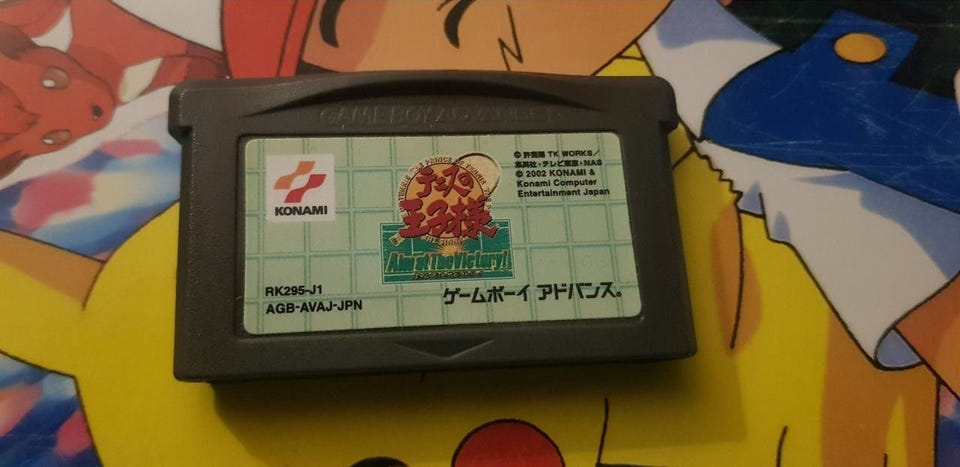 GAME BOY ADVANCE
KONAMI
テニスの
王子様
Aim at The Victory!
© 許斐剛 TK WORKS/
集英社・テレビ東京・NAS
© 2002 KONAMI &
Konami Computer
Entertainment Japan
RK295-J1
AGB-AVAJ-JPN
ゲームボーイ アドバンス。